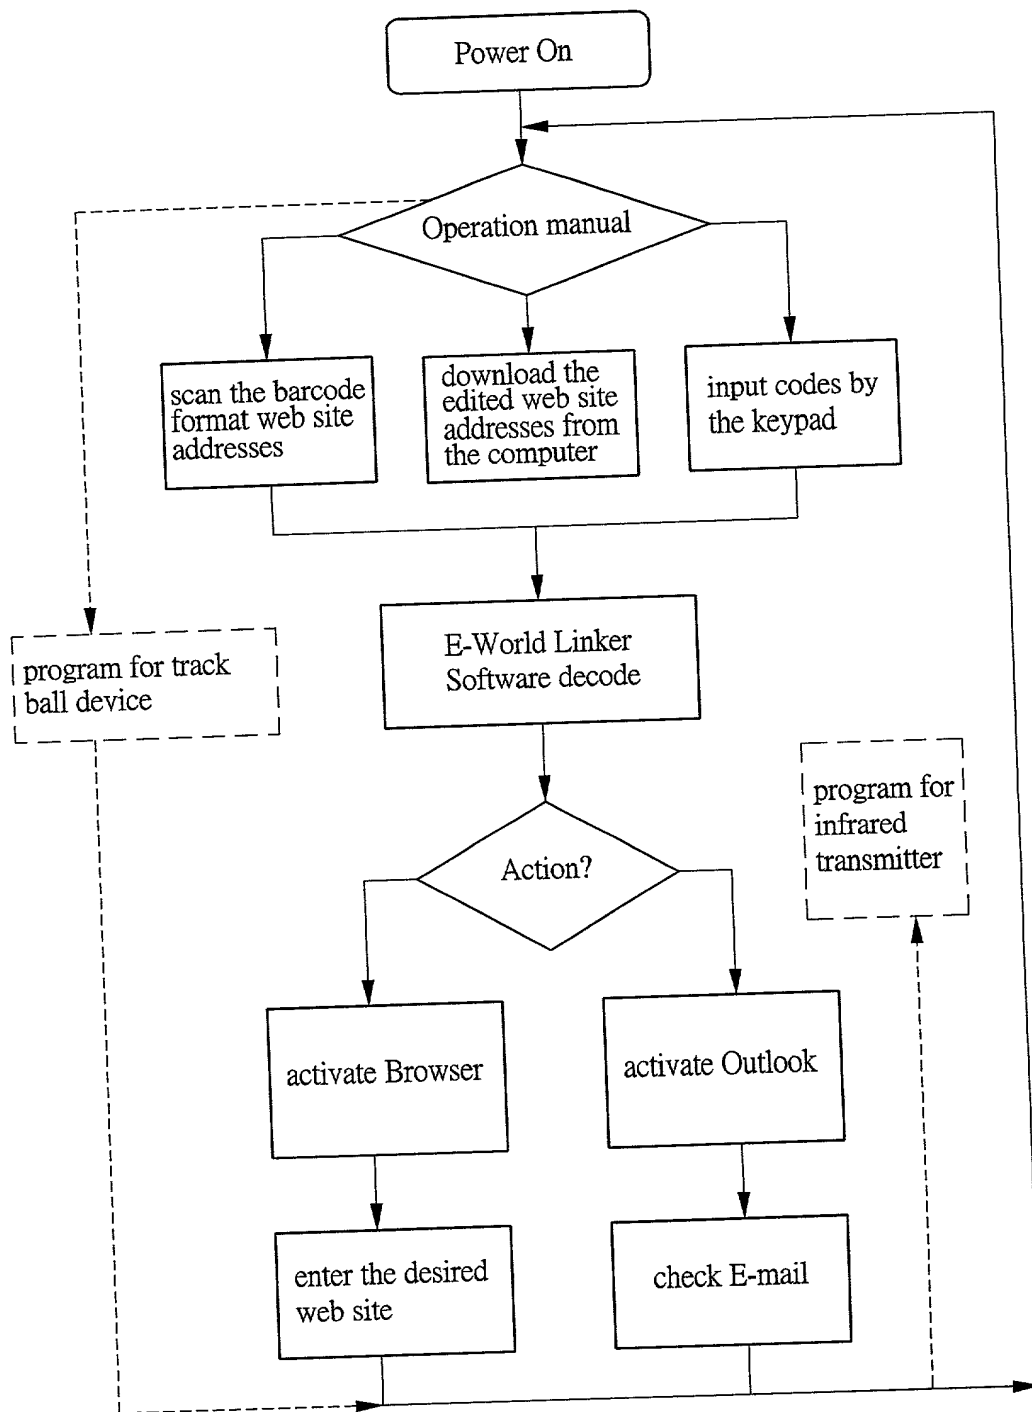 Power On
Operation manual
scan the barcode
format web site
addresses
download the
edited web site
addresses from
the computer
input codes by
the keypad
program for track
ball device
E-World Linker
Software decode
program for
infrared
transmitter
Action?
activate Browser
activate Outlook
enter the desired
web site
check E-mail